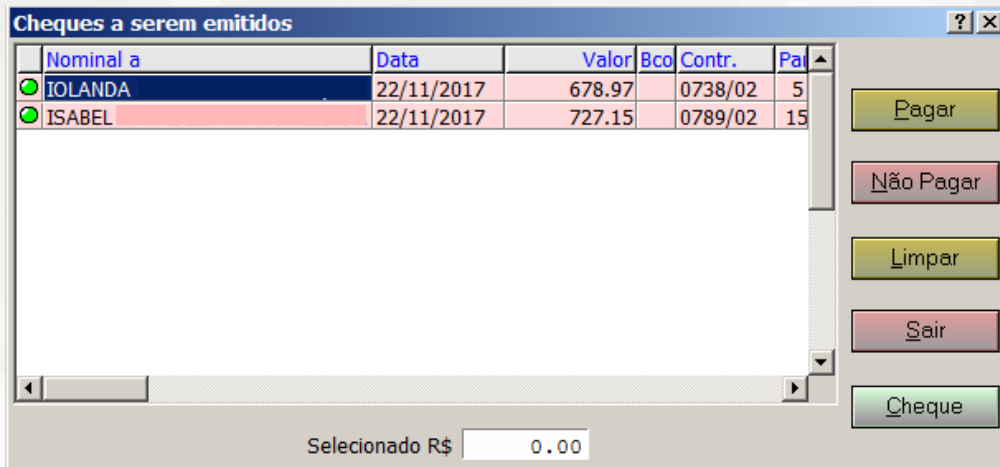 Cheques a serem emitidos
Nominal a Data Valor Bco Contr. Par
IOLANDA 22/11/2017 678.97 0738/02 5
ISABEL 22/11/2017 727.15 0789/02 15
Pagar
Não Pagar
Limpar
Sair
Cheque
Selecionado R$ 0.00